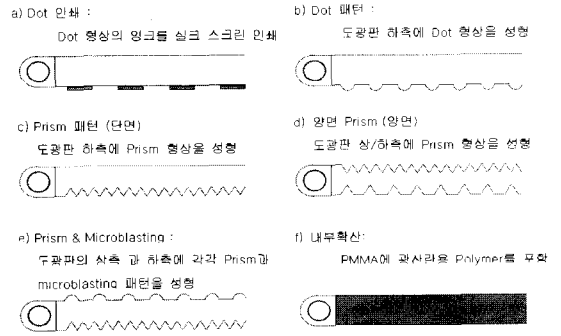 a) Dot 인쇄 :
Dot 형상의 잉크를 실크 스크린 인쇄
b) Dot 패턴 :
도광판 하측에 Dot 형상을 성형
c) Prism 패턴 (단면)
도광판 하측에 Prism 형상을 성형
d) 양면 Prism (양면)
도광판 상/하측에 Prism 형상을 성형
e) Prism & Microblasting :
도광판의 상측 과 하측에 각각 Prism과
microblasting 패턴을 성형
f) 내부확산:
PMMA에 광산란용 Polymer를 포함